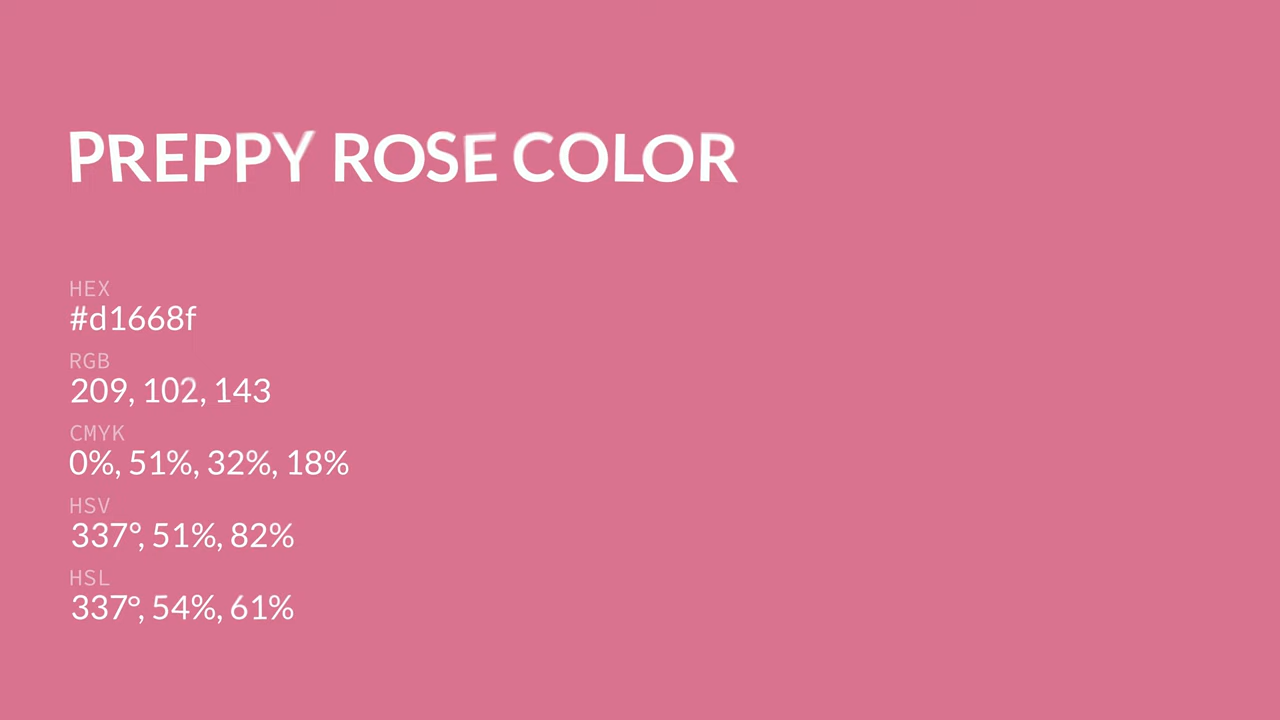 PREPPY ROSE COLOR
HEX
#d1668f
RGB
209, 102, 143
CMYK
0%, 51%, 32%, 18%
HSV
337°, 51%, 82%
HSL
337°, 54%, 61%